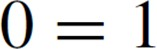 0 = 1